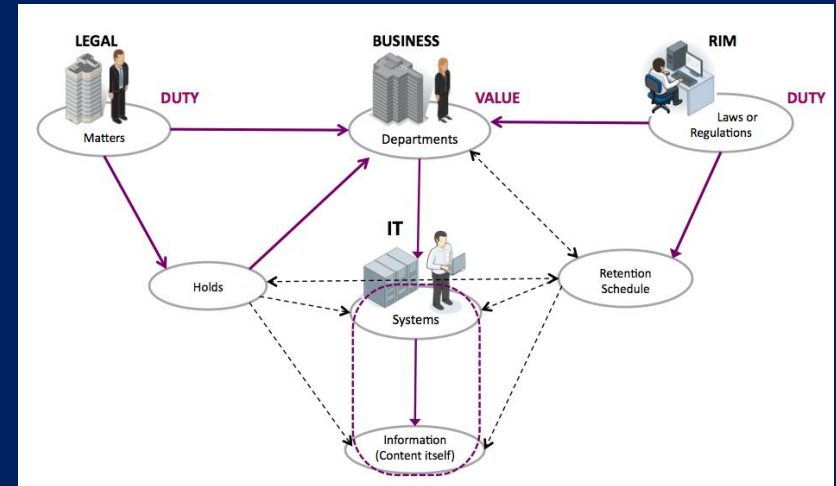 LEGAL
BUSINESS
RIM
DUTY
VALUE
DUTY
Matters
Departments
Laws or
Regulations
IT
Holds
Retention
Schedule
Systems
Information
(Content itself)